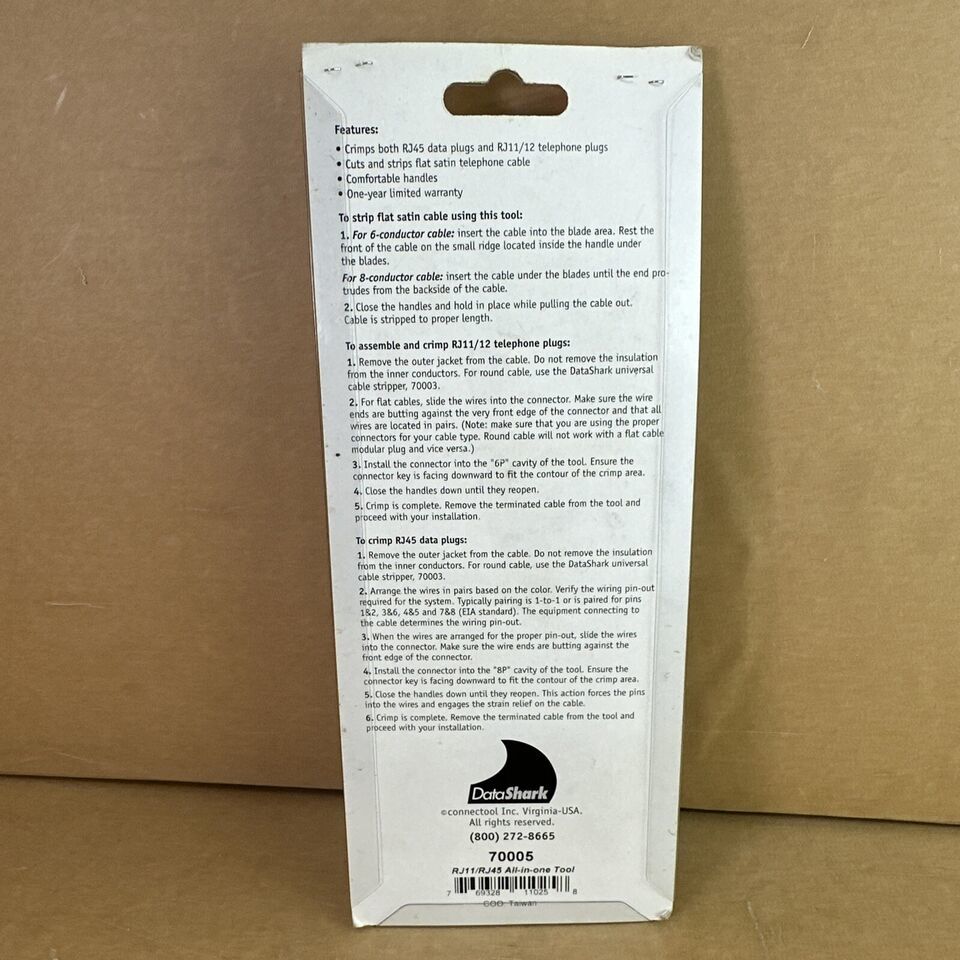 Features:
• Crimps both RJ45 data plugs and RJ11/12 telephone plugs
• Cuts and strips flat satin telephone cable
• Comfortable handles
• One-year limited warranty
To strip flat satin cable using this tool:
1. For 6-conductor cable: insert the cable into the blade area. Rest the
front of the cable on the small ridge located inside the handle under
the blades.
For 8-conductor cable: insert the cable under the blades until the end pro-
trudes from the backside of the cable.
2. Close the handles and hold in place while pulling the cable out.
Cable is stripped to proper length.
To assemble and crimp RJ11/12 telephone plugs:
1. Remove the outer jacket from the cable. Do not remove the insulation
from the inner conductors. For round cable, use the DataShark universal
cable stripper, 70003.
2. For flat cables, slide the wires into the connector. Make sure the wire
ends are butting against the very front edge of the connector and that all
wires are located in pairs. (Note: make sure that you are using the proper
connectors for your cable type. Round cable will not work with a flat cable
modular plug and vice versa.)
3. Install the connector into the "6P" cavity of the tool. Ensure the
connector key is facing downward to fit the contour of the crimp area.
4. Close the handles down until they reopen.
5. Crimp is complete. Remove the terminated cable from the tool and
proceed with your installation.
To crimp RJ45 data plugs:
1. Remove the outer jacket from the cable. Do not remove the insulation
from the inner conductors. For round cable, use the DataShark universal
cable stripper, 70003.
2. Arrange the wires in pairs based on the color. Verify the wiring pin-out
required for the system. Typically pairing is 1-to-1 or is paired for pins
1&2, 3&6, 4&5 and 7&8 (EIA standard). The equipment connecting to
the cable determines the wiring pin-out.
3. When the wires are arranged for the proper pin-out, slide the wires
into the connector. Make sure the wire ends are butting against the
front edge of the connector.
4. Install the connector into the "8P" cavity of the tool. Ensure the
connector key is facing downward to fit the contour of the crimp area.
5. Close the handles down until they reopen. This action forces the pins
into the wires and engages the strain relief on the cable.
6. Crimp is complete. Remove the terminated cable from the tool and
proceed with your installation.
DataShark
©connectool Inc. Virginia-USA.
All rights reserved.
(800) 272-8665
70005
RJ11/RJ45 All-in-one Tool
7 69328 11025 8
COO: Taiwan